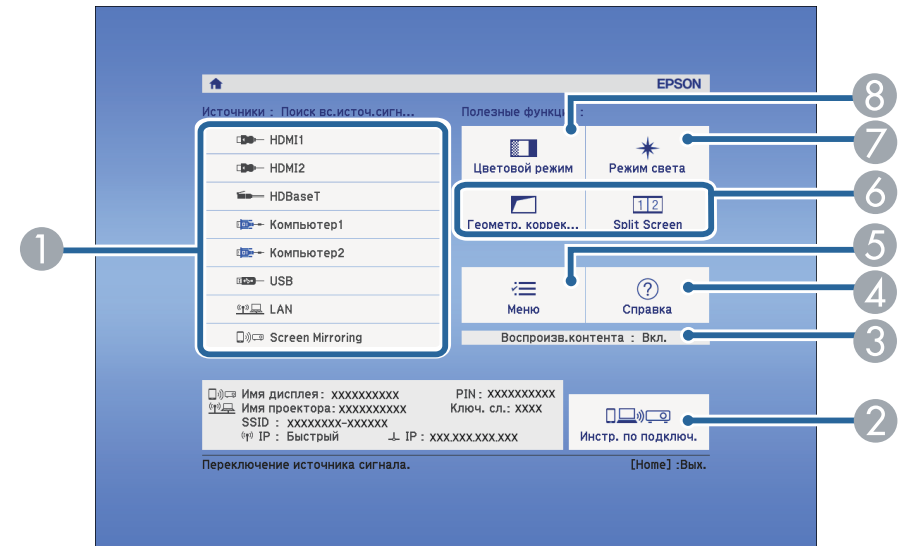 EPSON
Источники : Поиск вс.источ.сигн...
HDMI1
HDMI2
HDBaseT
Компьютер1
Компьютер2
USB
LAN
Screen Mirroring
Полезные функц :
Цветовой режим
Режим света
Геометр. коррек...
1 2
Split Screen
Меню
?
Справка
Воспроизв.контента : Вкл.
Имя дисплея: xxxxxxxxxx
PIN: xxxxxxxxxx
Имя проектора: xxxxxxxxxx
Ключ. сл.: xxxx
SSID : xxxxxxxx-xxxxxx
IP : Быстрый
IP : xxx.xxx.xxx.xxx
Инстр. по подключ.
Переключение источника сигнала.
[Home] :Вых.
1
8
7
6
5
4
3
2